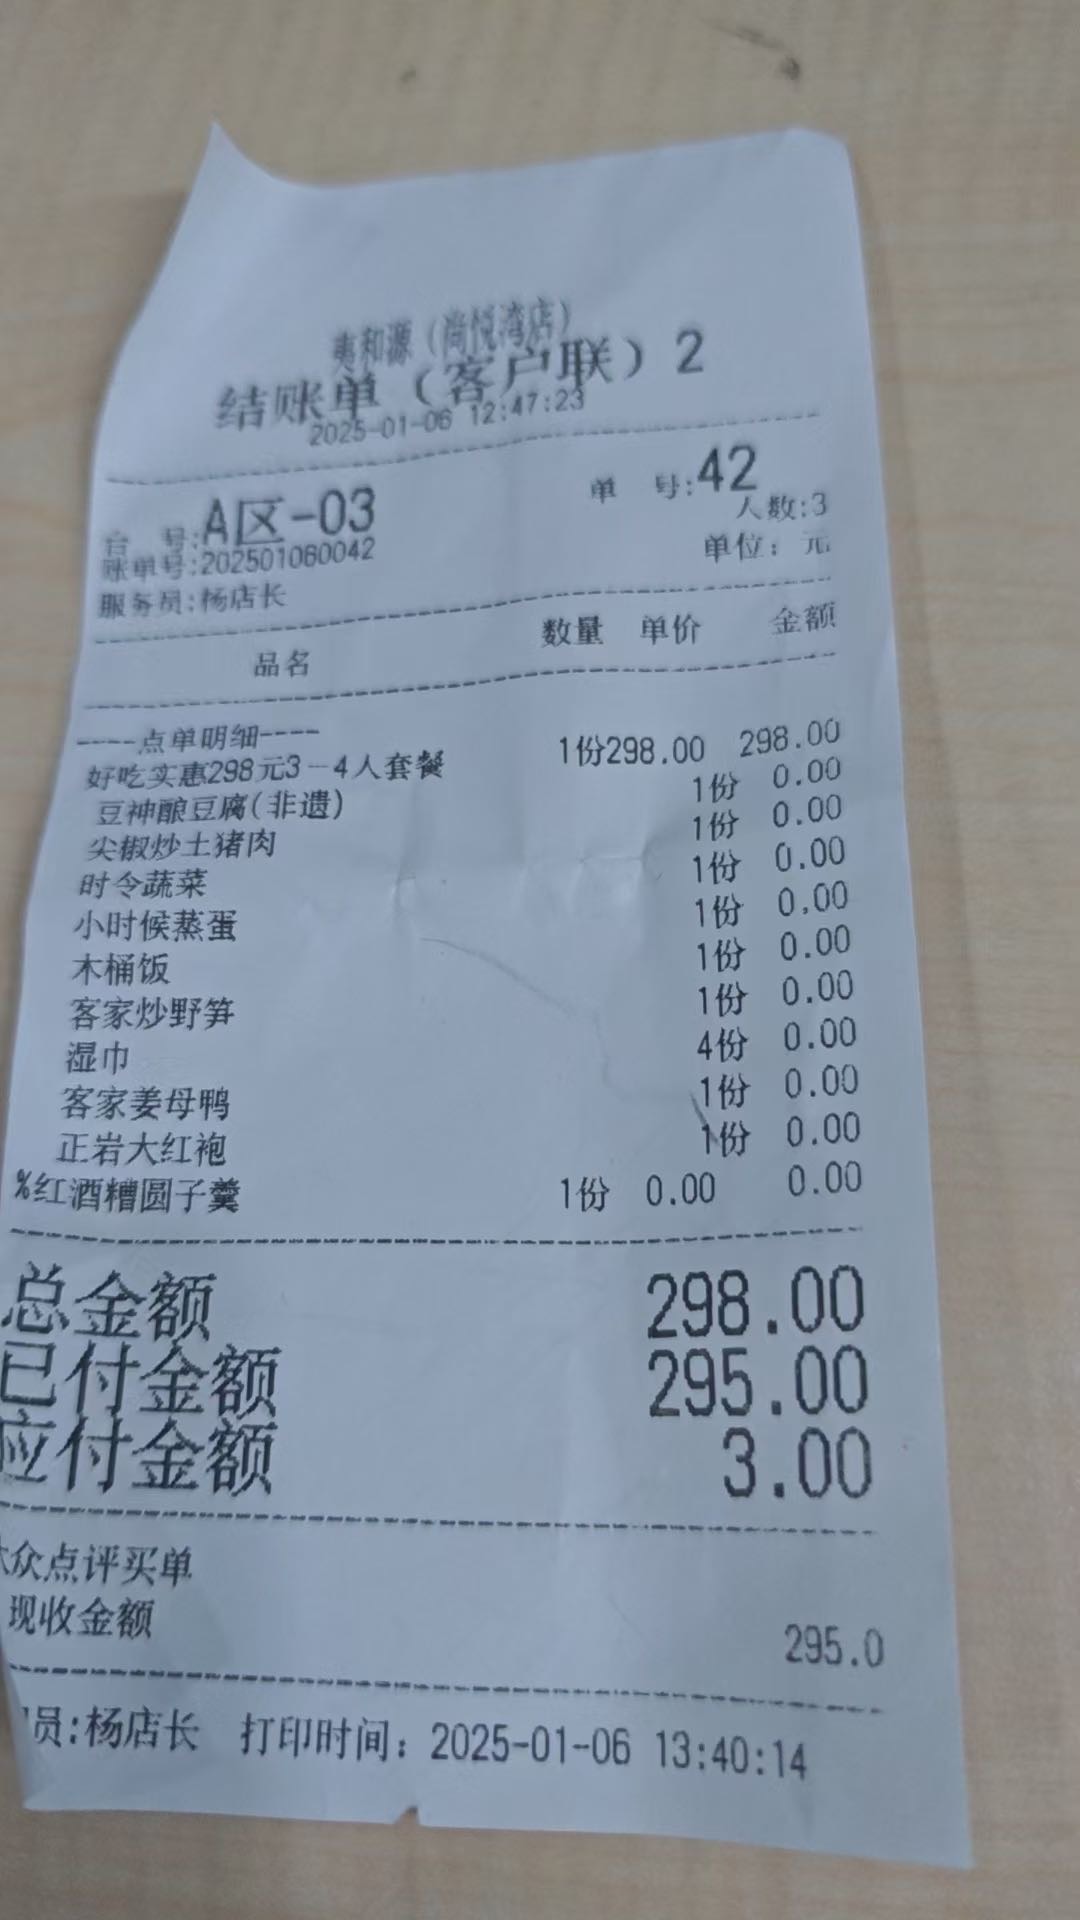 夷和源（尚悦湾店）
结账单（客户联）2
2025-01-06 12:47:23
台 号:A区-03 单 号:42
人数:3
账单号:202501060042 单位：元
服务员:杨店长
品名 数量 单价 金额
----点单明细----
好吃实惠298元3-4人套餐 1份298.00 298.00
豆神酿豆腐(非遗) 1份 0.00
尖椒炒土猪肉 1份 0.00
时令蔬菜 1份 0.00
小时候蒸蛋 1份 0.00
木桶饭 1份 0.00
客家炒野笋 1份 0.00
湿巾 4份 0.00
客家姜母鸭 1份 0.00
正岩大红袍 1份 0.00
%红酒糟圆子羹 1份 0.00 0.00
总金额 298.00
已付金额 295.00
应付金额 3.00
大众点评买单
现收金额 295.0
员:杨店长 打印时间：2025-01-06 13:40:14